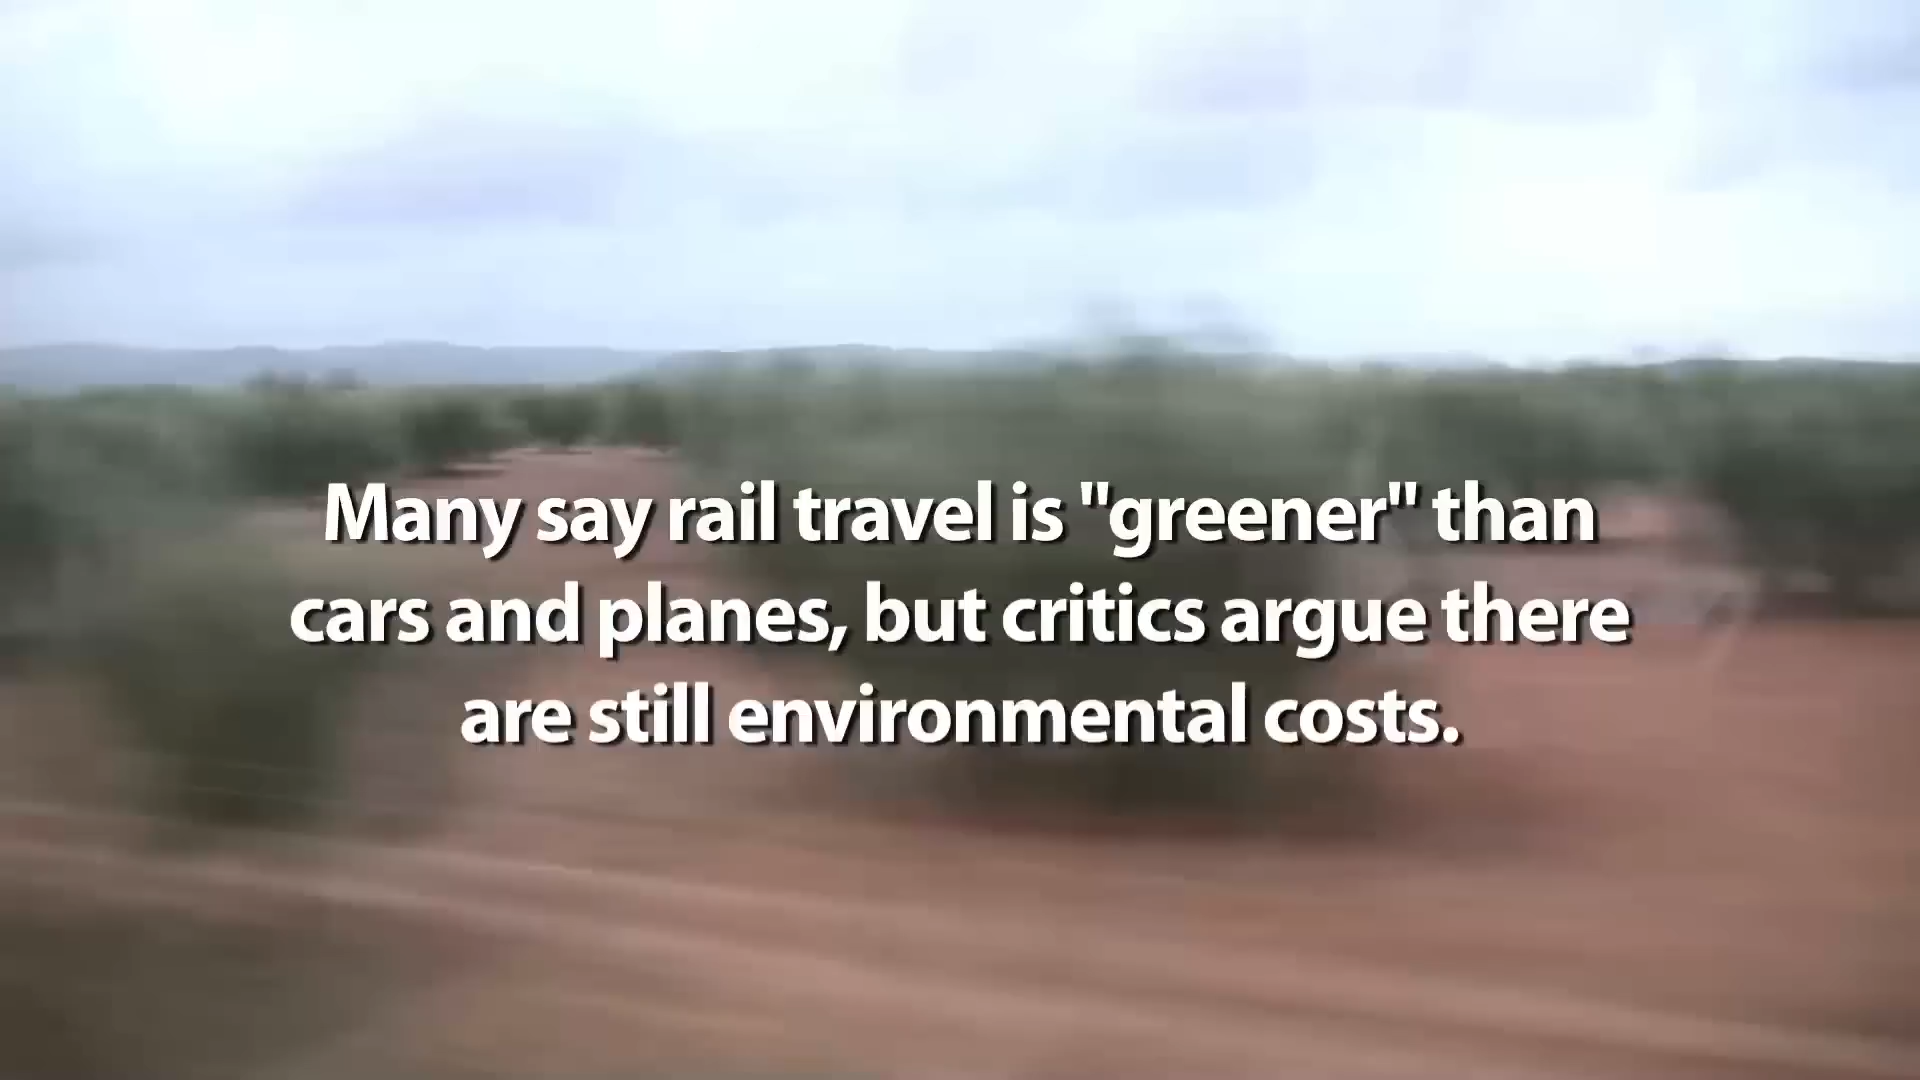 Many say rail travel is "greener" than
cars and planes, but critics argue there
are still environmental costs.